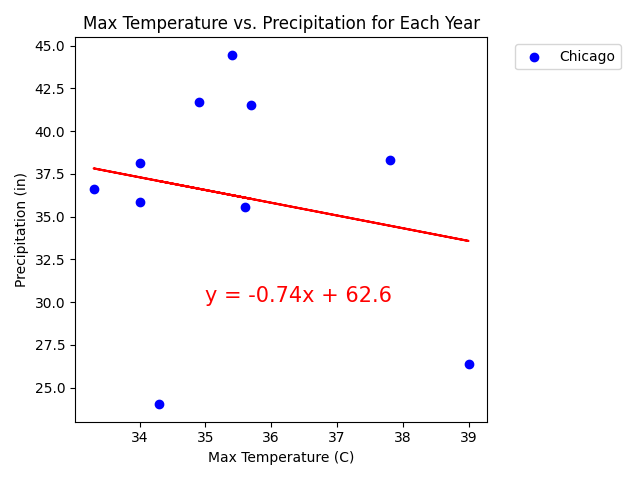 Max Temperature vs. Precipitation for Each Year
45.0
42.5
40.0
37.5
35.0
32.5
30.0
27.5
25.0
Precipitation (in)
Chicago
y = -0.74x + 62.6
34 35 36 37 38 39
Max Temperature (C)